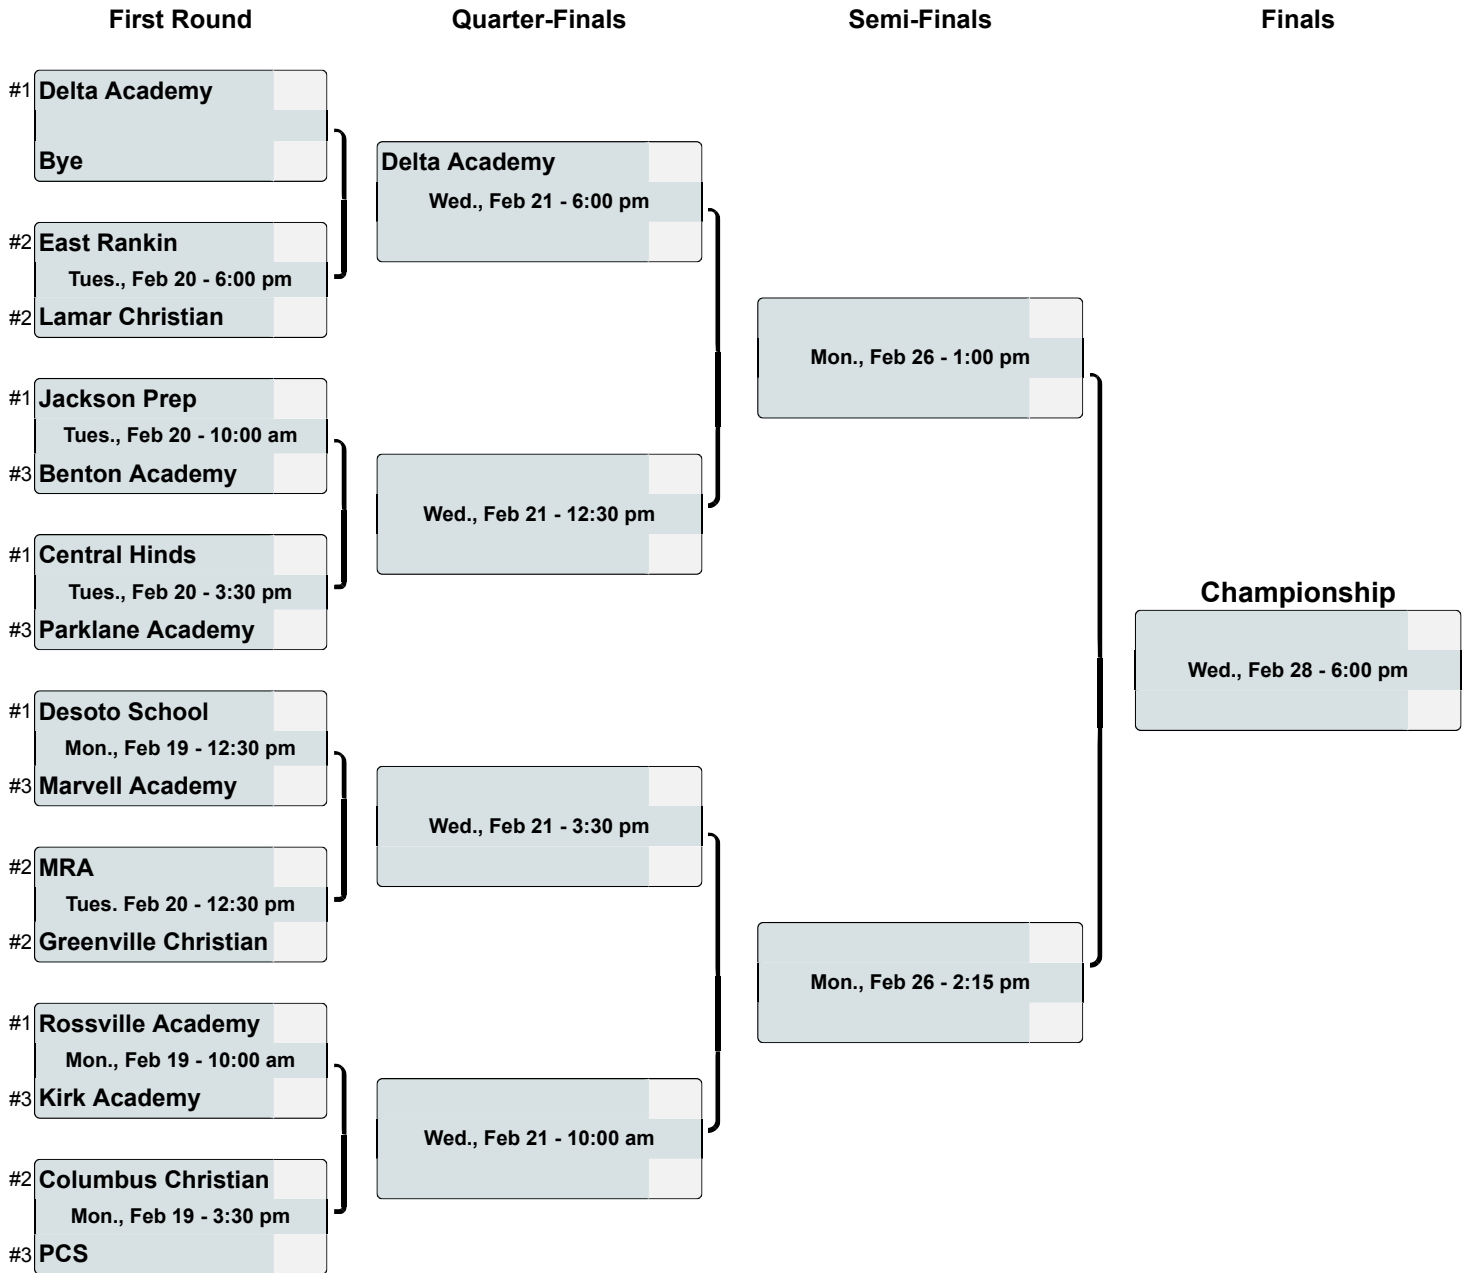 First Round
Quarter-Finals
Semi-Finals
Finals
#1 Delta Academy
Bye
#2 East Rankin
Tues., Feb 20 - 6:00 pm
#2 Lamar Christian
#1 Jackson Prep
Tues., Feb 20 - 10:00 am
#3 Benton Academy
#1 Central Hinds
Tues., Feb 20 - 3:30 pm
#3 Parklane Academy
#1 Desoto School
Mon., Feb 19 - 12:30 pm
#3 Marvell Academy
#2 MRA
Tues. Feb 20 - 12:30 pm
#2 Greenville Christian
#1 Rossville Academy
Mon., Feb 19 - 10:00 am
#3 Kirk Academy
#2 Columbus Christian
Mon., Feb 19 - 3:30 pm
#3 PCS
Delta Academy
Wed., Feb 21 - 6:00 pm
Wed., Feb 21 - 12:30 pm
Wed., Feb 21 - 3:30 pm
Wed., Feb 21 - 10:00 am
Mon., Feb 26 - 1:00 pm
Mon., Feb 26 - 2:15 pm
Championship
Wed., Feb 28 - 6:00 pm